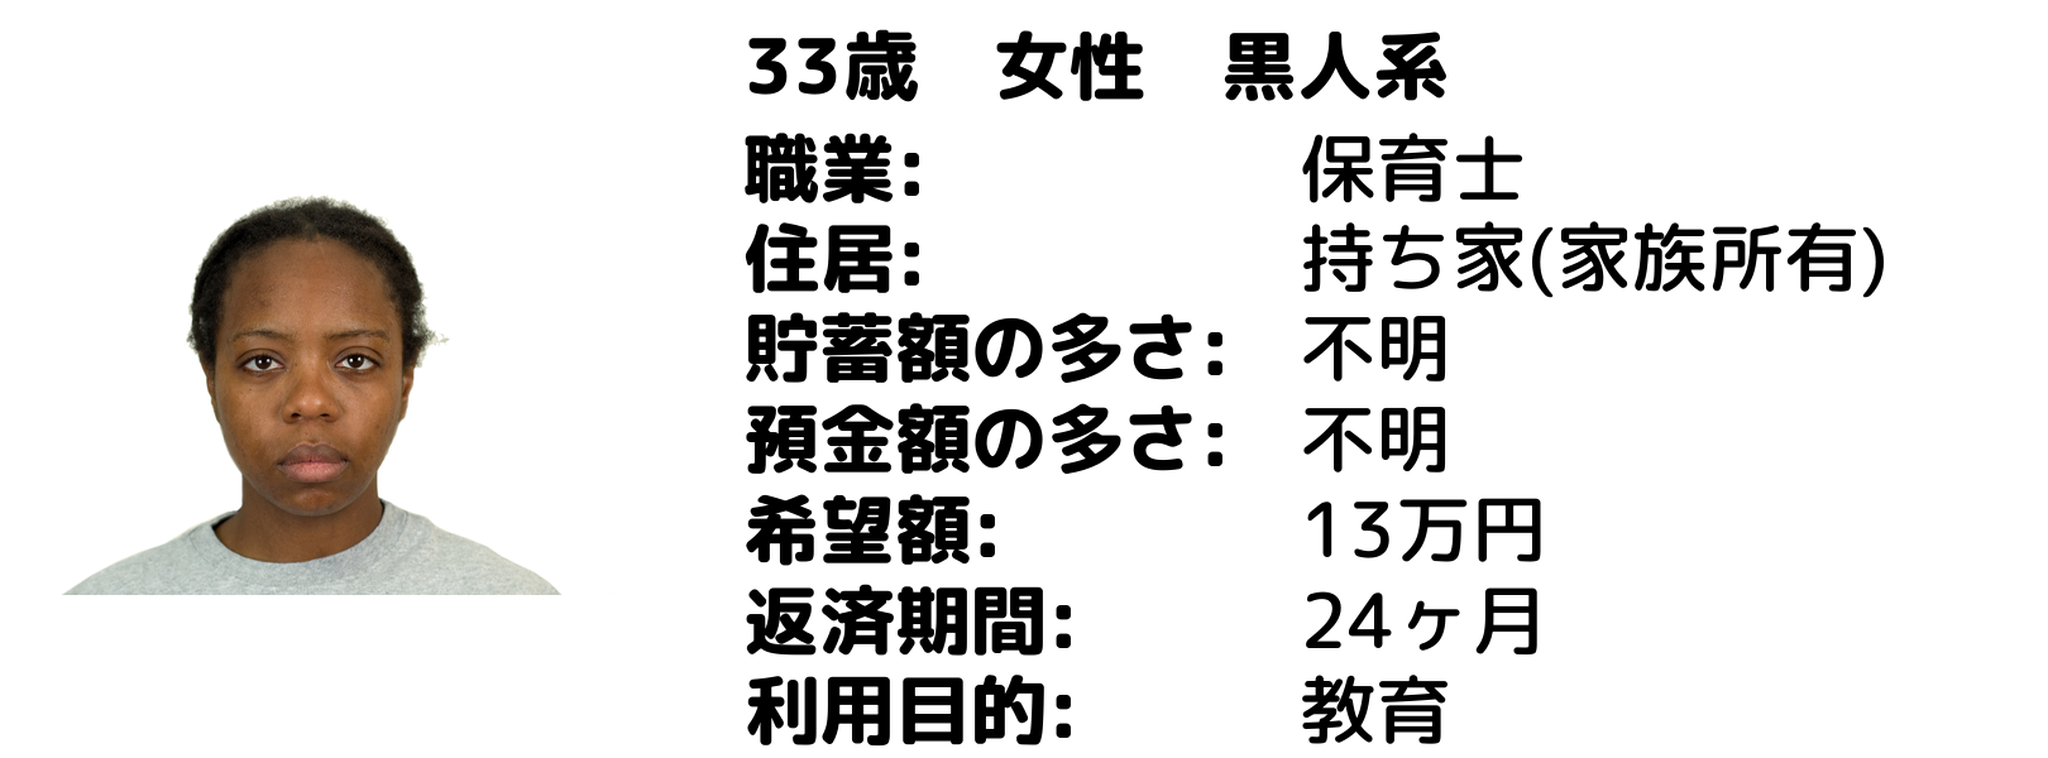 33歳　女性　黒人系
職業: 保育士
住居: 持ち家(家族所有)
貯蓄額の多さ: 不明
預金額の多さ: 不明
希望額: 13万円
返済期間: 24ヶ月
利用目的: 教育